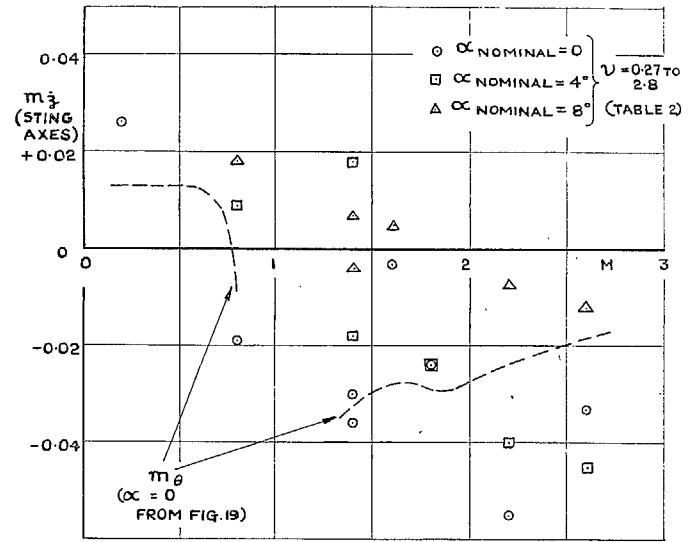 0.04
⊙ ∝ NOMINAL = 0
⊡ ∝ NOMINAL = 4°
△ ∝ NOMINAL = 8°
ν = 0.27 TO
2.8
(TABLE 2)
mż
(STING
AXES)
+0.02
0
0 1 2 M 3
-0.02
-0.04
mθ
(∝ = 0
FROM FIG.19)